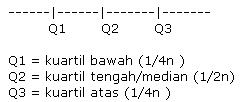 ------|------|------|-------
Q1 Q2 Q3
Q1 = kuartil bawah (1/4n )
Q2 = kuartil tengah/median (1/2n)
Q3 = kuartil atas (1/4n )